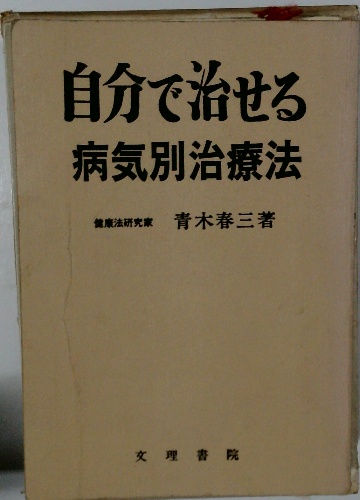 自分で治せる
病気別治療法
健康法研究家 青木春三著
文理書院